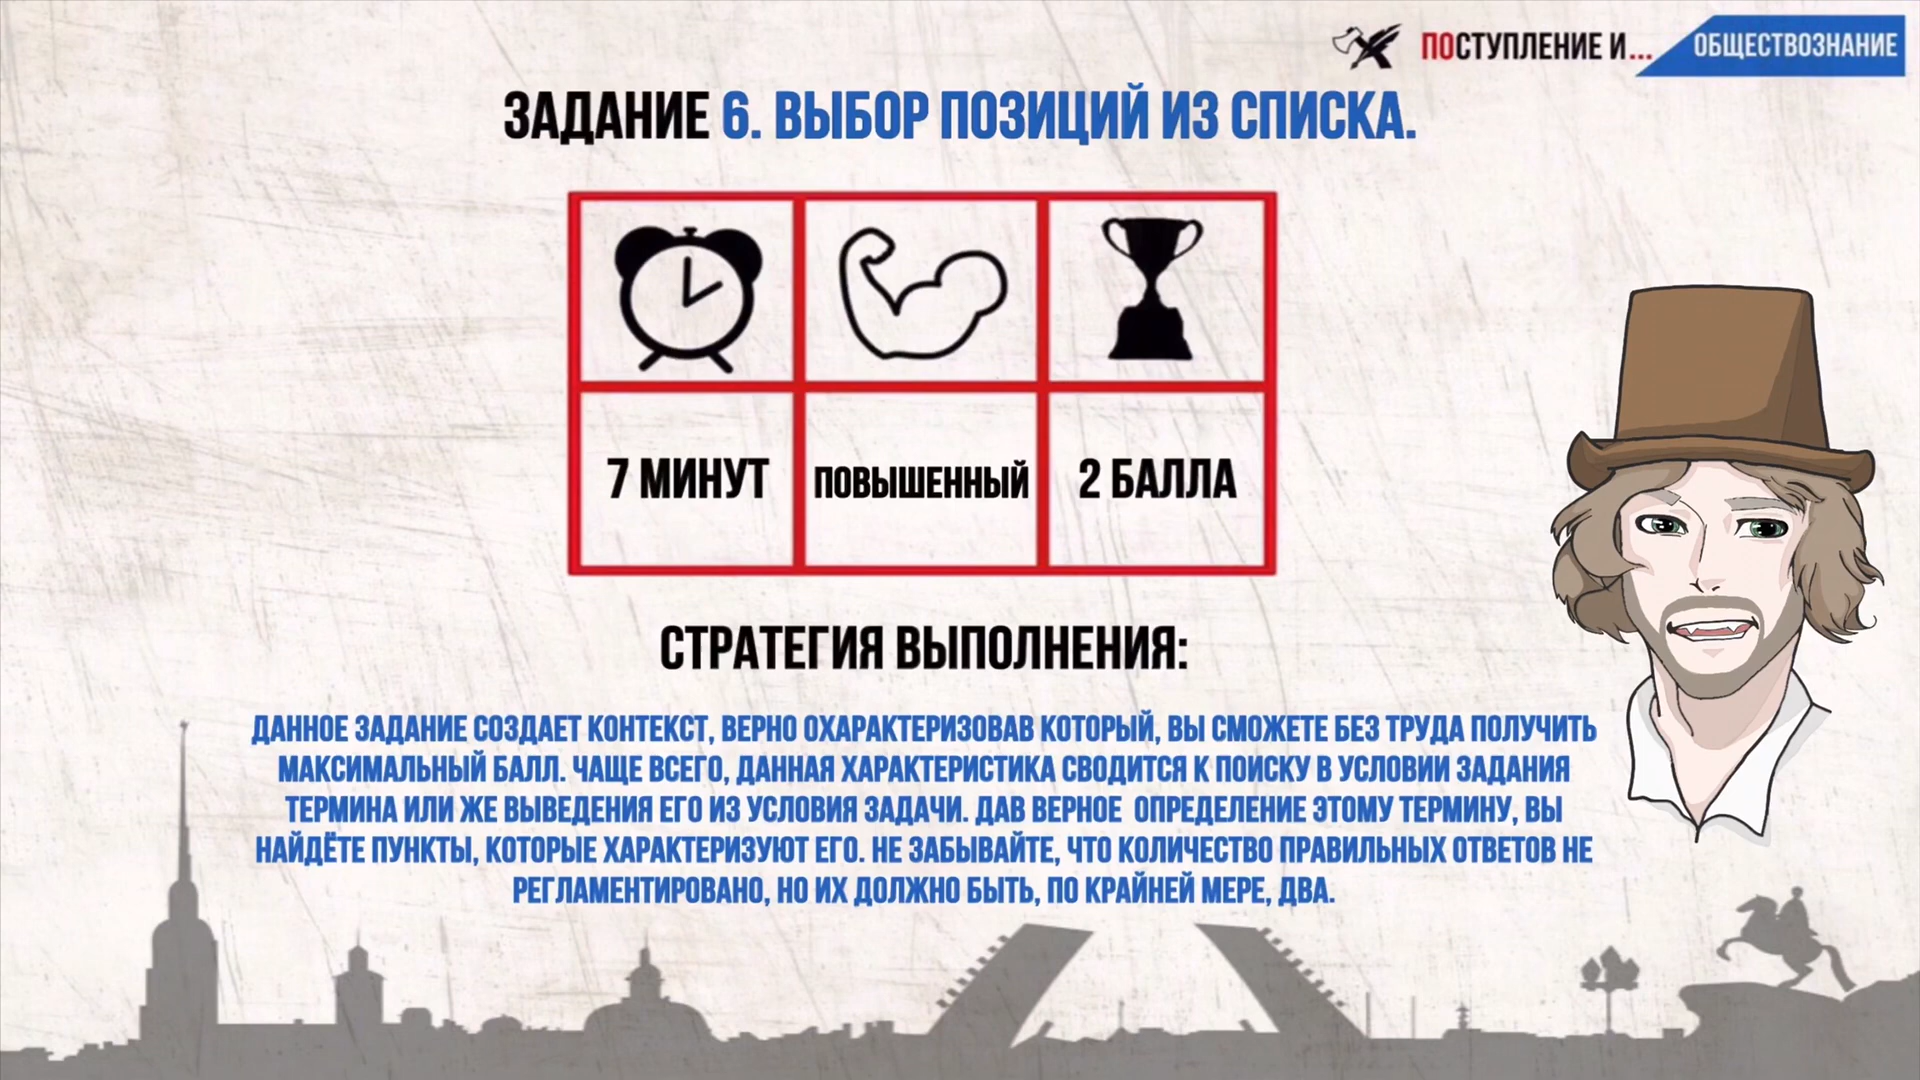 ПОСТУПЛЕНИЕ И...
ОБЩЕСТВОЗНАНИЕ
ЗАДАНИЕ 6. ВЫБОР ПОЗИЦИЙ ИЗ СПИСКА.
7 МИНУТ
ПОВЫШЕННЫЙ
2 БАЛЛА
СТРАТЕГИЯ ВЫПОЛНЕНИЯ:
ДАННОЕ ЗАДАНИЕ СОЗДАЕТ КОНТЕКСТ, ВЕРНО ОХАРАКТЕРИЗОВАВ КОТОРЫЙ, ВЫ СМОЖЕТЕ БЕЗ ТРУДА ПОЛУЧИТЬ
МАКСИМАЛЬНЫЙ БАЛЛ. ЧАЩЕ ВСЕГО, ДАННАЯ ХАРАКТЕРИСТИКА СВОДИТСЯ К ПОИСКУ В УСЛОВИИ ЗАДАНИЯ
ТЕРМИНА ИЛИ ЖЕ ВЫВЕДЕНИЯ ЕГО ИЗ УСЛОВИЯ ЗАДАЧИ. ДАВ ВЕРНОЕ ОПРЕДЕЛЕНИЕ ЭТОМУ ТЕРМИНУ, ВЫ
НАЙДЁТЕ ПУНКТЫ, КОТОРЫЕ ХАРАКТЕРИЗУЮТ ЕГО. НЕ ЗАБЫВАЙТЕ, ЧТО КОЛИЧЕСТВО ПРАВИЛЬНЫХ ОТВЕТОВ НЕ
РЕГЛАМЕНТИРОВАНО, НО ИХ ДОЛЖНО БЫТЬ, ПО КРАЙНЕЙ МЕРЕ, ДВА.